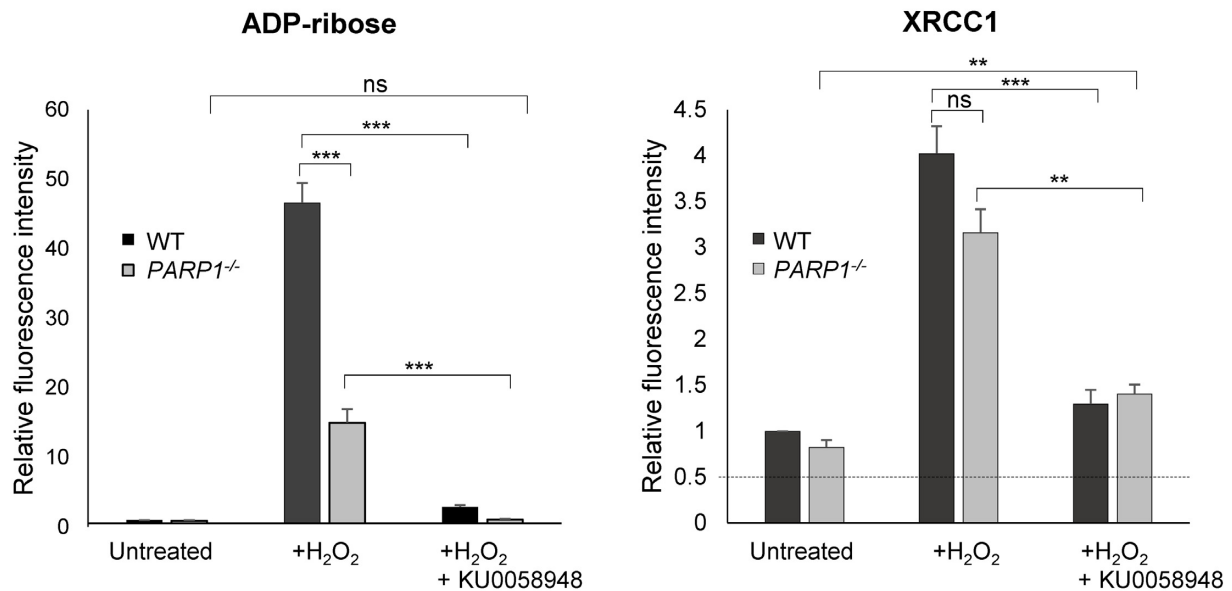 ADP-ribose
ns
***
***
***
Relative fluorescence intensity
60
50
40
30
20
10
0
WT
PARP1-/-
Untreated
+H2O2
+H2O2
+ KU0058948
XRCC1
**
***
ns
**
Relative fluorescence intensity
4.5
4
3.5
3
2.5
2
1.5
1
0.5
0
WT
PARP1-/-
Untreated
+H2O2
+H2O2
+ KU0058948